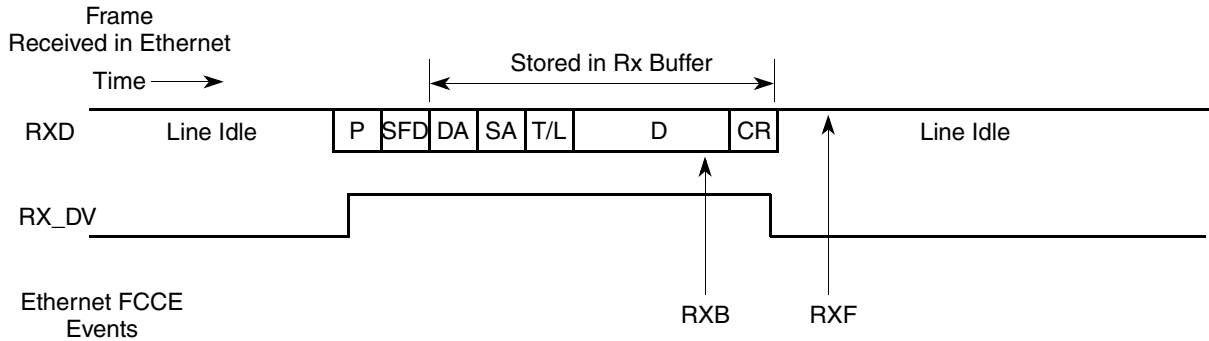 Frame
Received in Ethernet
Time
Stored in Rx Buffer
RXD
Line Idle
P
SFD
DA
SA
T/L
D
CR
Line Idle
RX_DV
Ethernet FCCE
Events
RXB
RXF